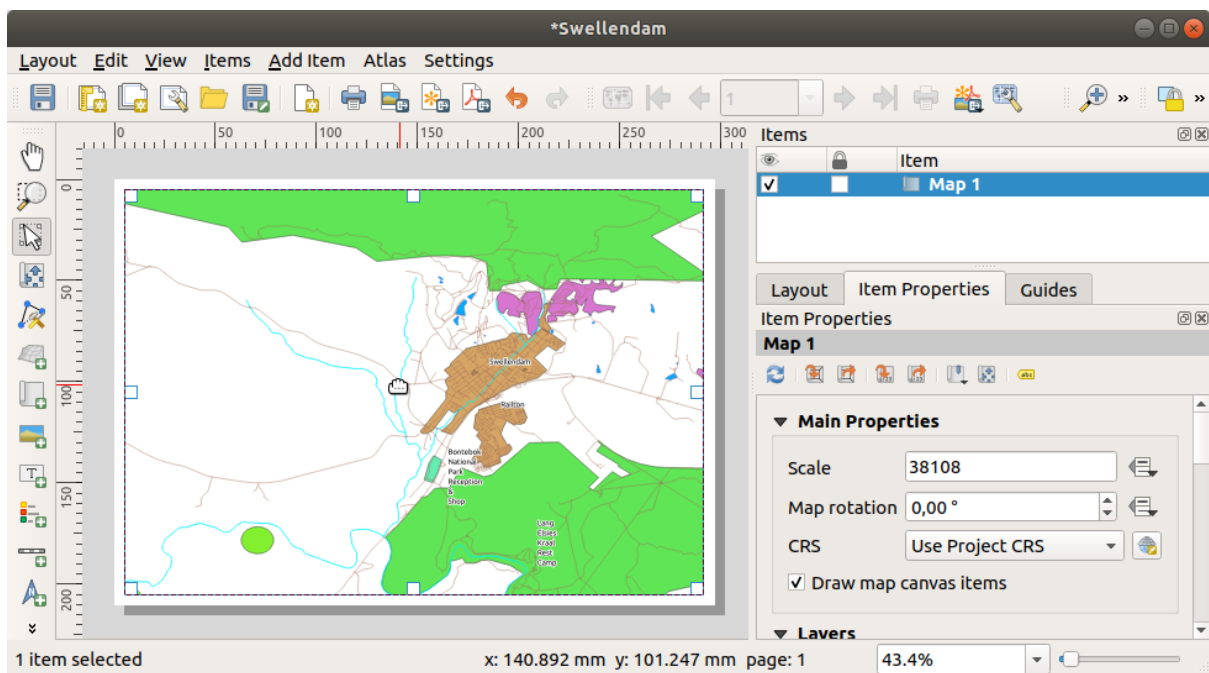 *Swellendam
Layout Edit View Items Add Item Atlas Settings
1
0 50 100 150 200 250 300
0
50
100
150
200
Swellendam
Railton
Bontebok
National
Park
Reception
&
Shop
Lang
Elsies
Kraal
Rest
Camp
Items
Item
Map 1
Layout Item Properties Guides
Item Properties
Map 1
abc
Main Properties
Scale 38108
Map rotation 0,00 °
CRS Use Project CRS
Draw map canvas items
Layers
1 item selected x: 140.892 mm y: 101.247 mm page: 1 43.4%